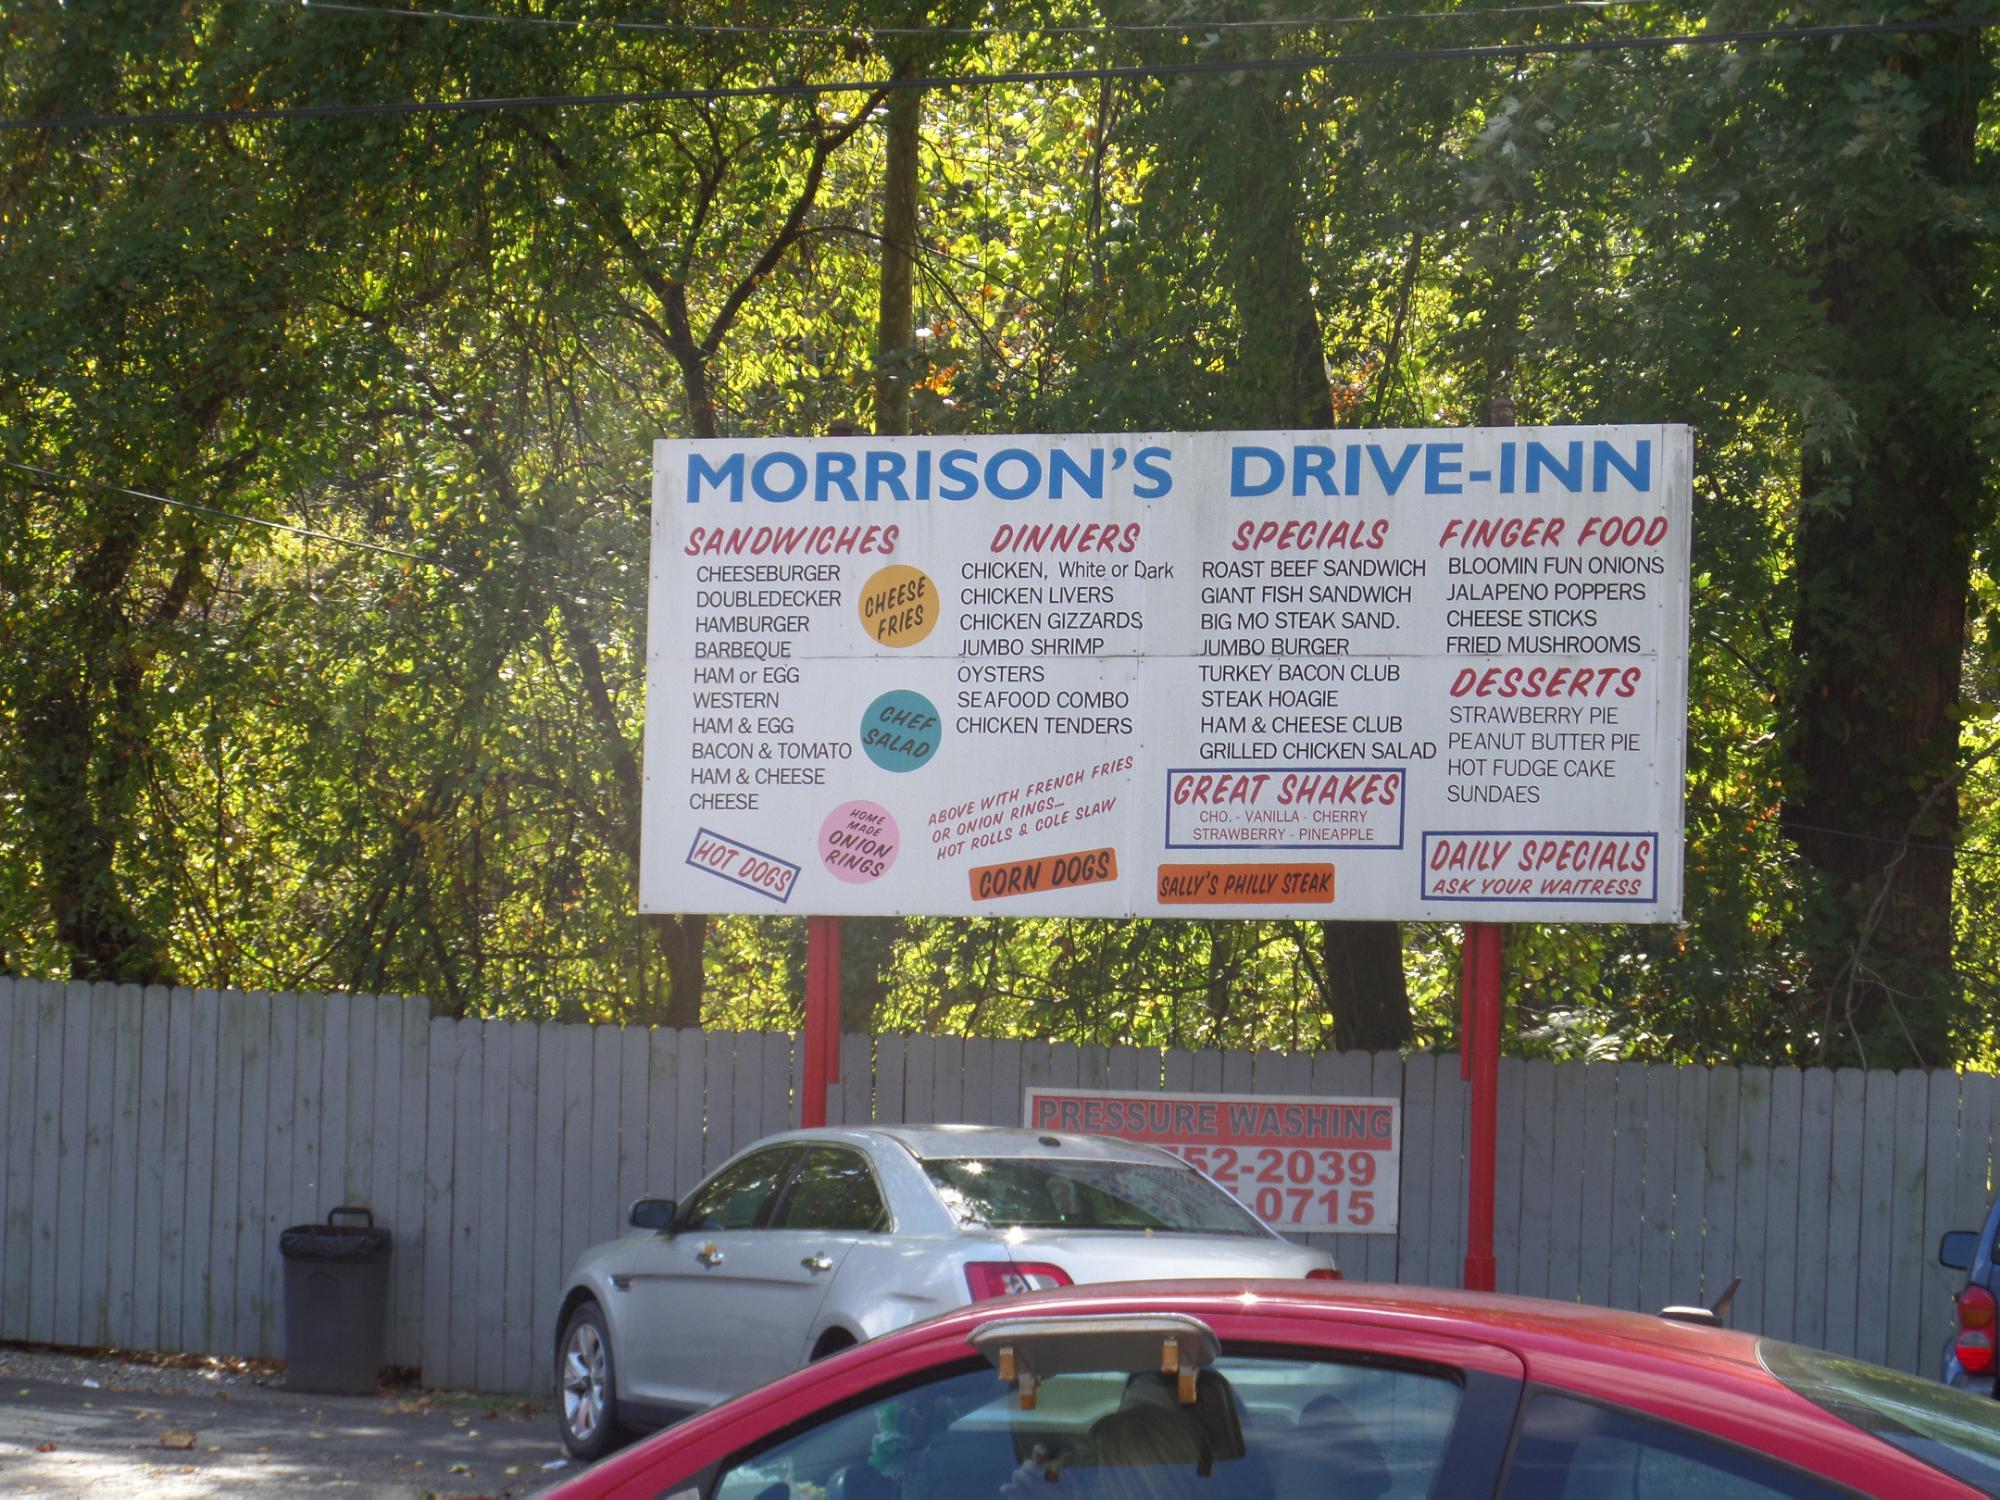 MORRISON'S DRIVE-INN
SANDWICHES
CHEESEBURGER
DOUBLEDECKER
HAMBURGER
BARBEQUE
HAM or EGG
WESTERN
HAM & EGG
BACON & TOMATO
HAM & CHEESE
CHEESE
HOT DOGS
CHEESE
FRIES
CHEF
SALAD
HOME
MADE
ONION
RINGS
DINNERS
CHICKEN, White or Dark
CHICKEN LIVERS
CHICKEN GIZZARDS
JUMBO SHRIMP
OYSTERS
SEAFOOD COMBO
CHICKEN TENDERS
ABOVE WITH FRENCH FRIES
OR ONION RINGS....
HOT ROLLS & COLE SLAW
CORN DOGS
SPECIALS
ROAST BEEF SANDWICH
GIANT FISH SANDWICH
BIG MO STEAK SAND.
JUMBO BURGER
TURKEY BACON CLUB
STEAK HOAGIE
HAM & CHEESE CLUB
GRILLED CHICKEN SALAD
GREAT SHAKES
CHO. - VANILLA - CHERRY
STRAWBERRY - PINEAPPLE
SALLY'S PHILLY STEAK
FINGER FOOD
BLOOMIN FUN ONIONS
JALAPENO POPPERS
CHEESE STICKS
FRIED MUSHROOMS
DESSERTS
STRAWBERRY PIE
PEANUT BUTTER PIE
HOT FUDGE CAKE
SUNDAES
DAILY SPECIALS
ASK YOUR WAITRESS
PRESSURE WASHING
52-2039
-0715